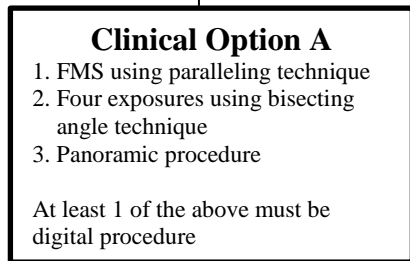 Clinical Option A
1. FMS using paralleling technique
2. Four exposures using bisecting
angle technique
3. Panoramic procedure
At least 1 of the above must be
digital procedure